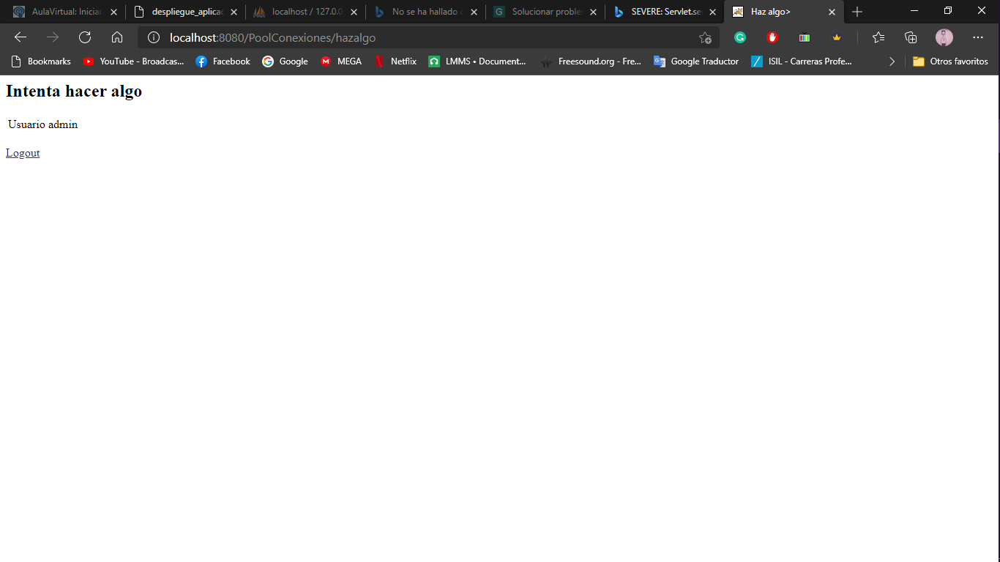 AulaVirtual: Iniciar
despliegue_aplicac
localhost / 127.0.0
No se ha hallado
Solucionar proble
SEVERE: Servlet.se
Haz algo>
localhost:8080/PoolConexiones/hazalgo
Bookmarks
YouTube - Broadcas...
Facebook
Google
MEGA
Netflix
LMMS • Document...
Freesound.org - Fre...
Google Traductor
ISIL - Carreras Profe...
Otros favoritos
Intenta hacer algo
Usuario admin
Logout